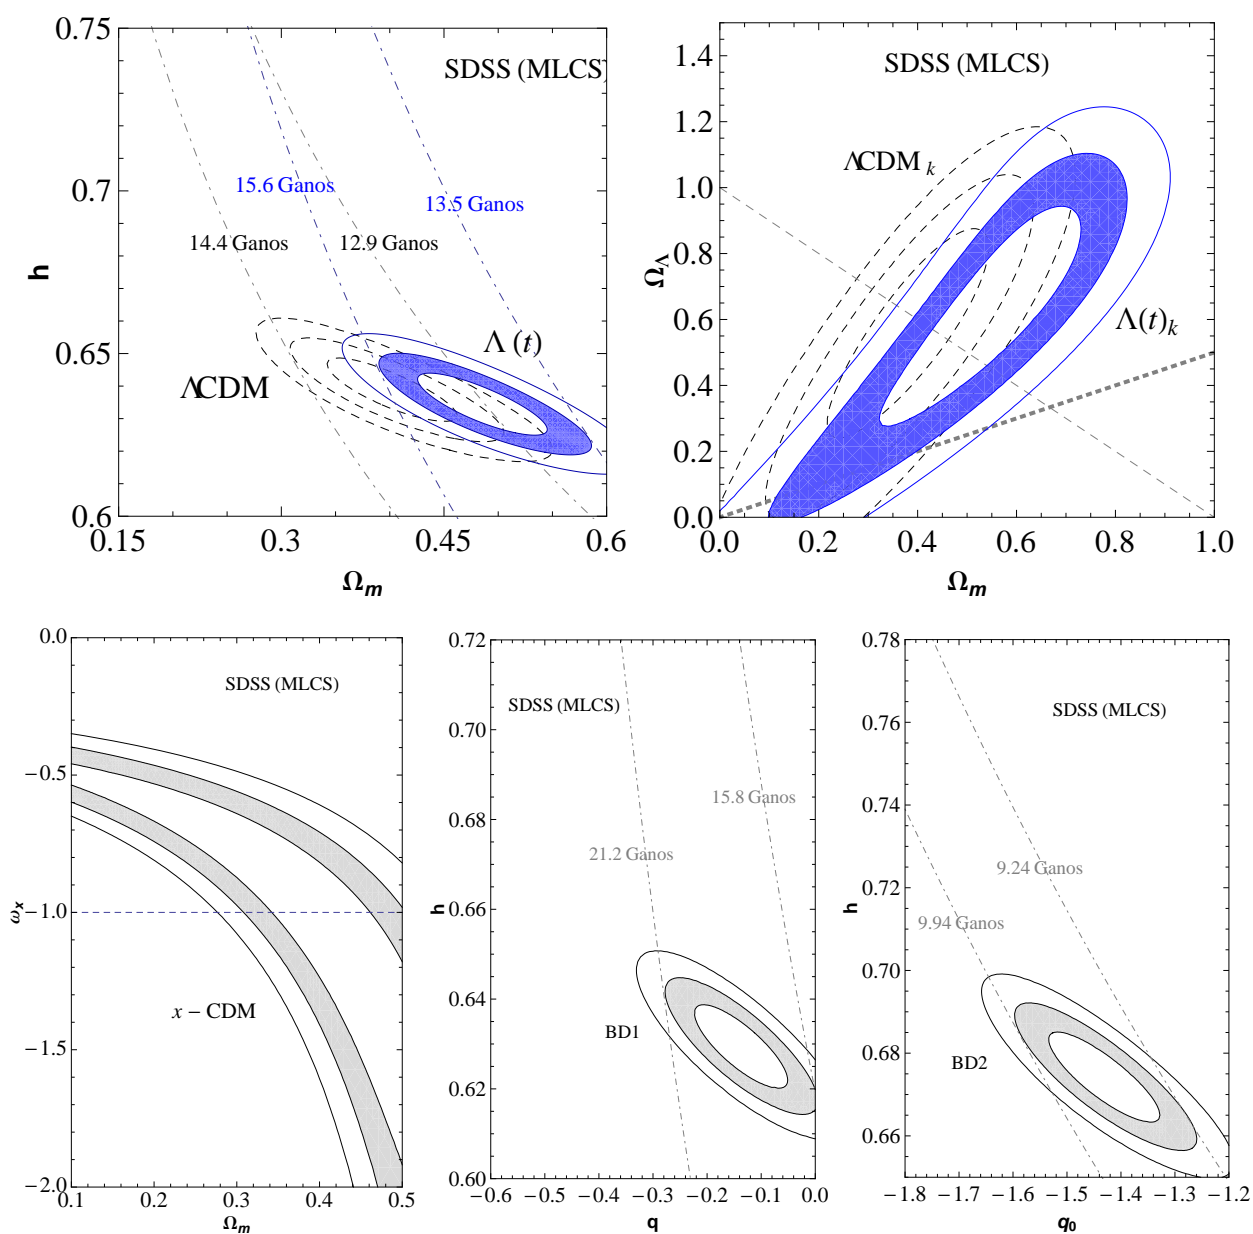 0.75
0.7
0.65
0.6
h
SDSS (MLCS)
15.6 Ganos
13.5 Ganos
14.4 Ganos
12.9 Ganos
Λ (t)
ΛCDM
0.15
0.3
0.45
0.6
Ωm
1.4
1.2
1.0
0.8
0.6
0.4
0.2
0.0
ΩΛ
SDSS (MLCS)
ΛCDM k
Λ(t)k
0.0
0.2
0.4
0.6
0.8
1.0
Ωm
0.0
−0.5
−1.0
−1.5
−2.0
ωx
SDSS (MLCS)
x − CDM
0.1
0.2
0.3
0.4
0.5
Ωm
0.72
0.70
0.68
0.66
0.64
0.62
0.60
h
SDSS (MLCS)
15.8 Ganos
21.2 Ganos
BD1
−0.6
−0.5
−0.4
−0.3
−0.2
−0.1
0.0
q
0.78
0.76
0.74
0.72
0.70
0.68
0.66
h
SDSS (MLCS)
9.24 Ganos
9.94 Ganos
BD2
−1.8
−1.7
−1.6
−1.5
−1.4
−1.3
−1.2
q0